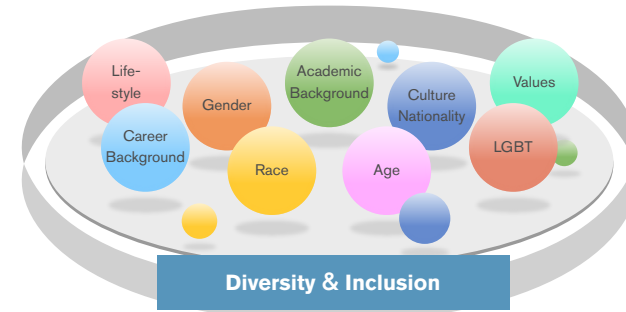 Life-
style
Gender
Academic
Background
Culture
Nationality
Values
Career
Background
Race
Age
LGBT
Diversity & Inclusion